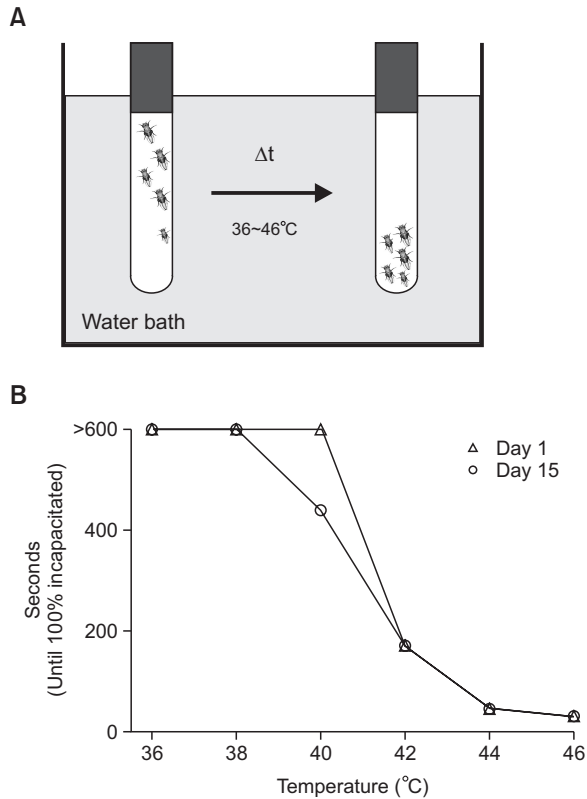 A
Δt
36~46°C
Water bath
B
>600
400
200
0
Seconds
(Until 100% incapacitated)
Day 1
Day 15
36 38 40 42 44 46
Temperature (°C)